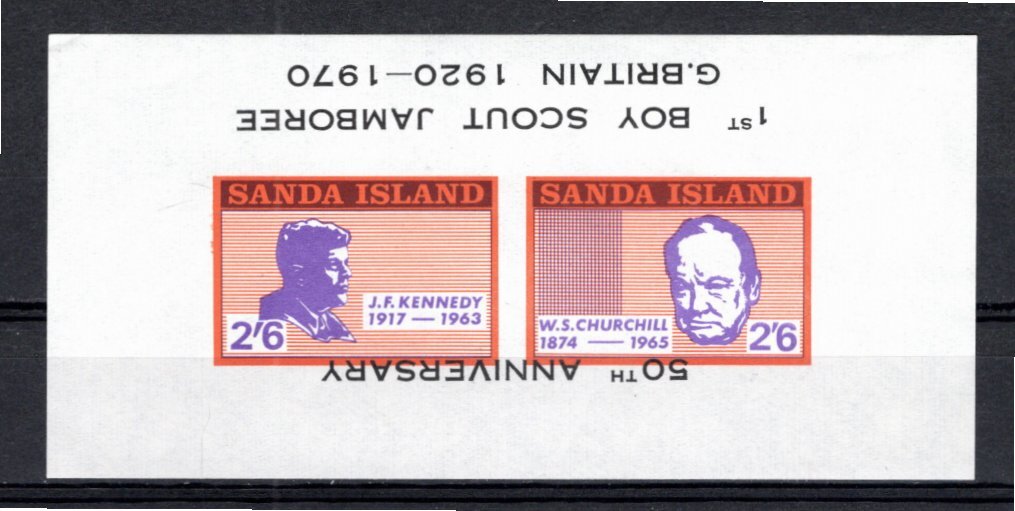 G.BRITAIN 1920—1970
1ST BOY SCOUT JAMBOREE
SANDA ISLAND
J.F. KENNEDY
1917 — 1963
2'6
SANDA ISLAND
W.S. CHURCHILL
1874 — 1965
2'6
50TH ANNIVERSARY